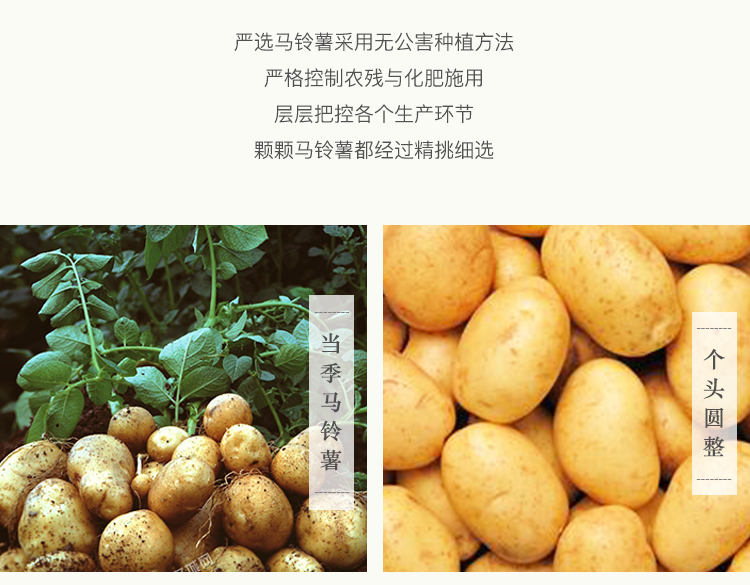 严选马铃薯采用无公害种植方法
严格控制农残与化肥施用
层层把控各个生产环节
颗颗马铃薯都经过精挑细选
当季马铃薯
个头圆整